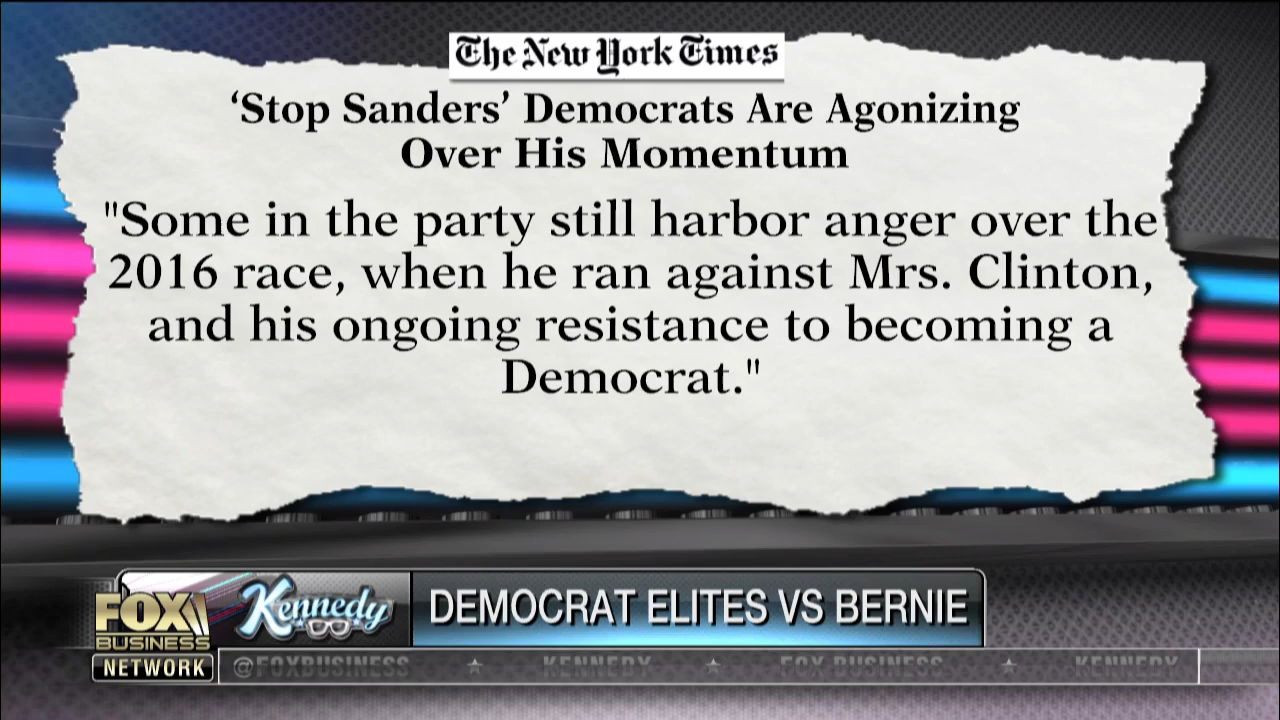 The New York Times
‘Stop Sanders’ Democrats Are Agonizing
Over His Momentum
"Some in the party still harbor anger over the
2016 race, when he ran against Mrs. Clinton,
and his ongoing resistance to becoming a
Democrat."
FOX
BUSINESS
NETWORK
Kennedy
DEMOCRAT ELITES VS BERNIE
@FOXBUSINESS ★ KENNEDY ★ FOX BUSINESS ★ KENNEDY